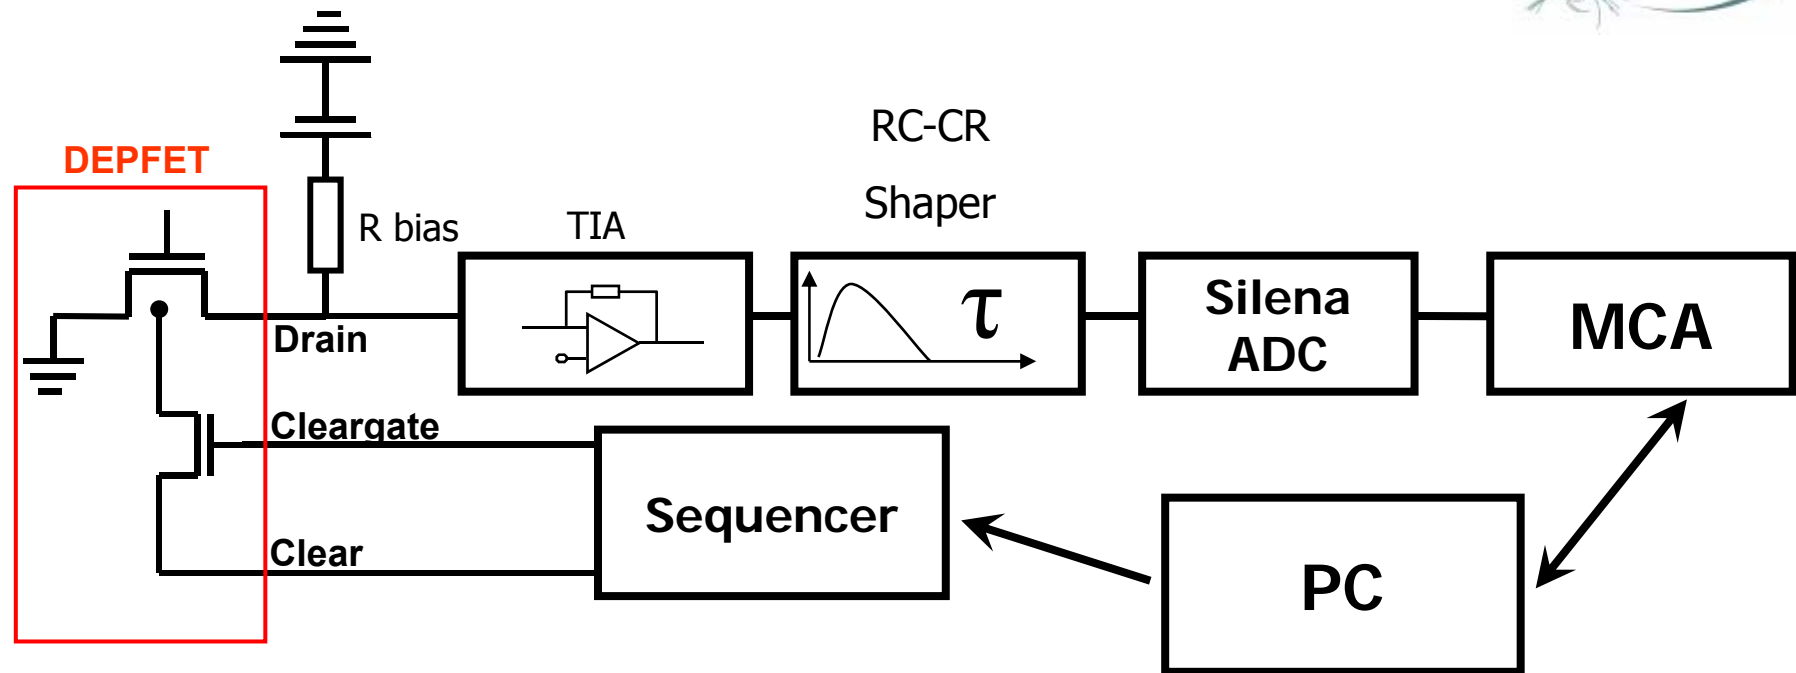 RC-CR
Shaper
DEPFET
R bias
TIA
τ
Silena
ADC
MCA
Drain
Cleargate
Sequencer
Clear
PC